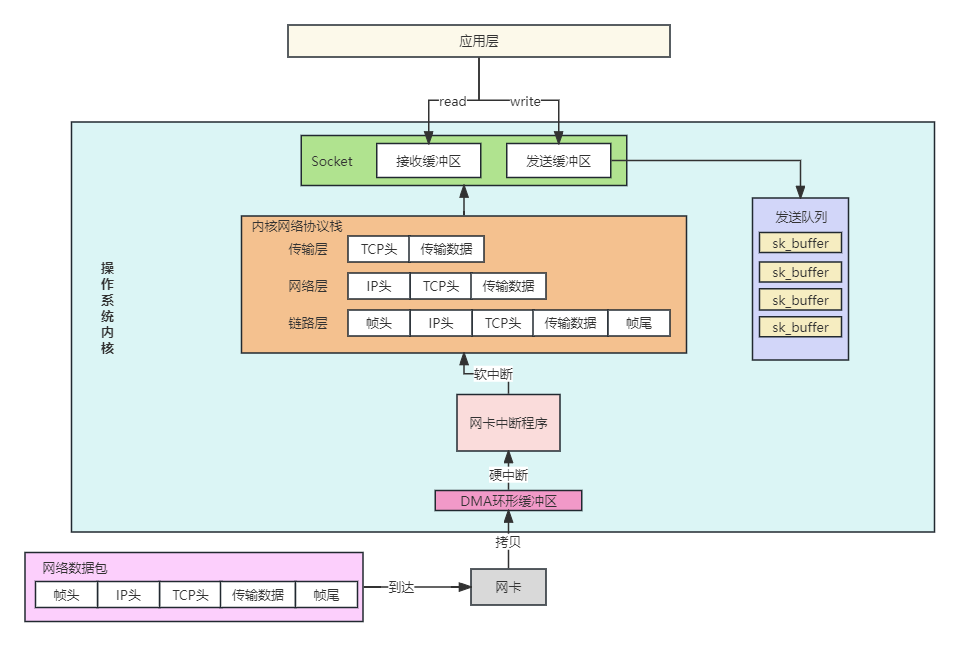 应用层
read
write
Socket
接收缓冲区
发送缓冲区
发送队列
sk_buffer
sk_buffer
sk_buffer
sk_buffer
操作系统内核
内核网络协议栈
传输层 TCP头 传输数据
网络层 IP头 TCP头 传输数据
链路层 帧头 IP头 TCP头 传输数据 帧尾
软中断
网卡中断程序
硬中断
DMA环形缓冲区
拷贝
网络数据包
帧头 IP头 TCP头 传输数据 帧尾
到达
网卡